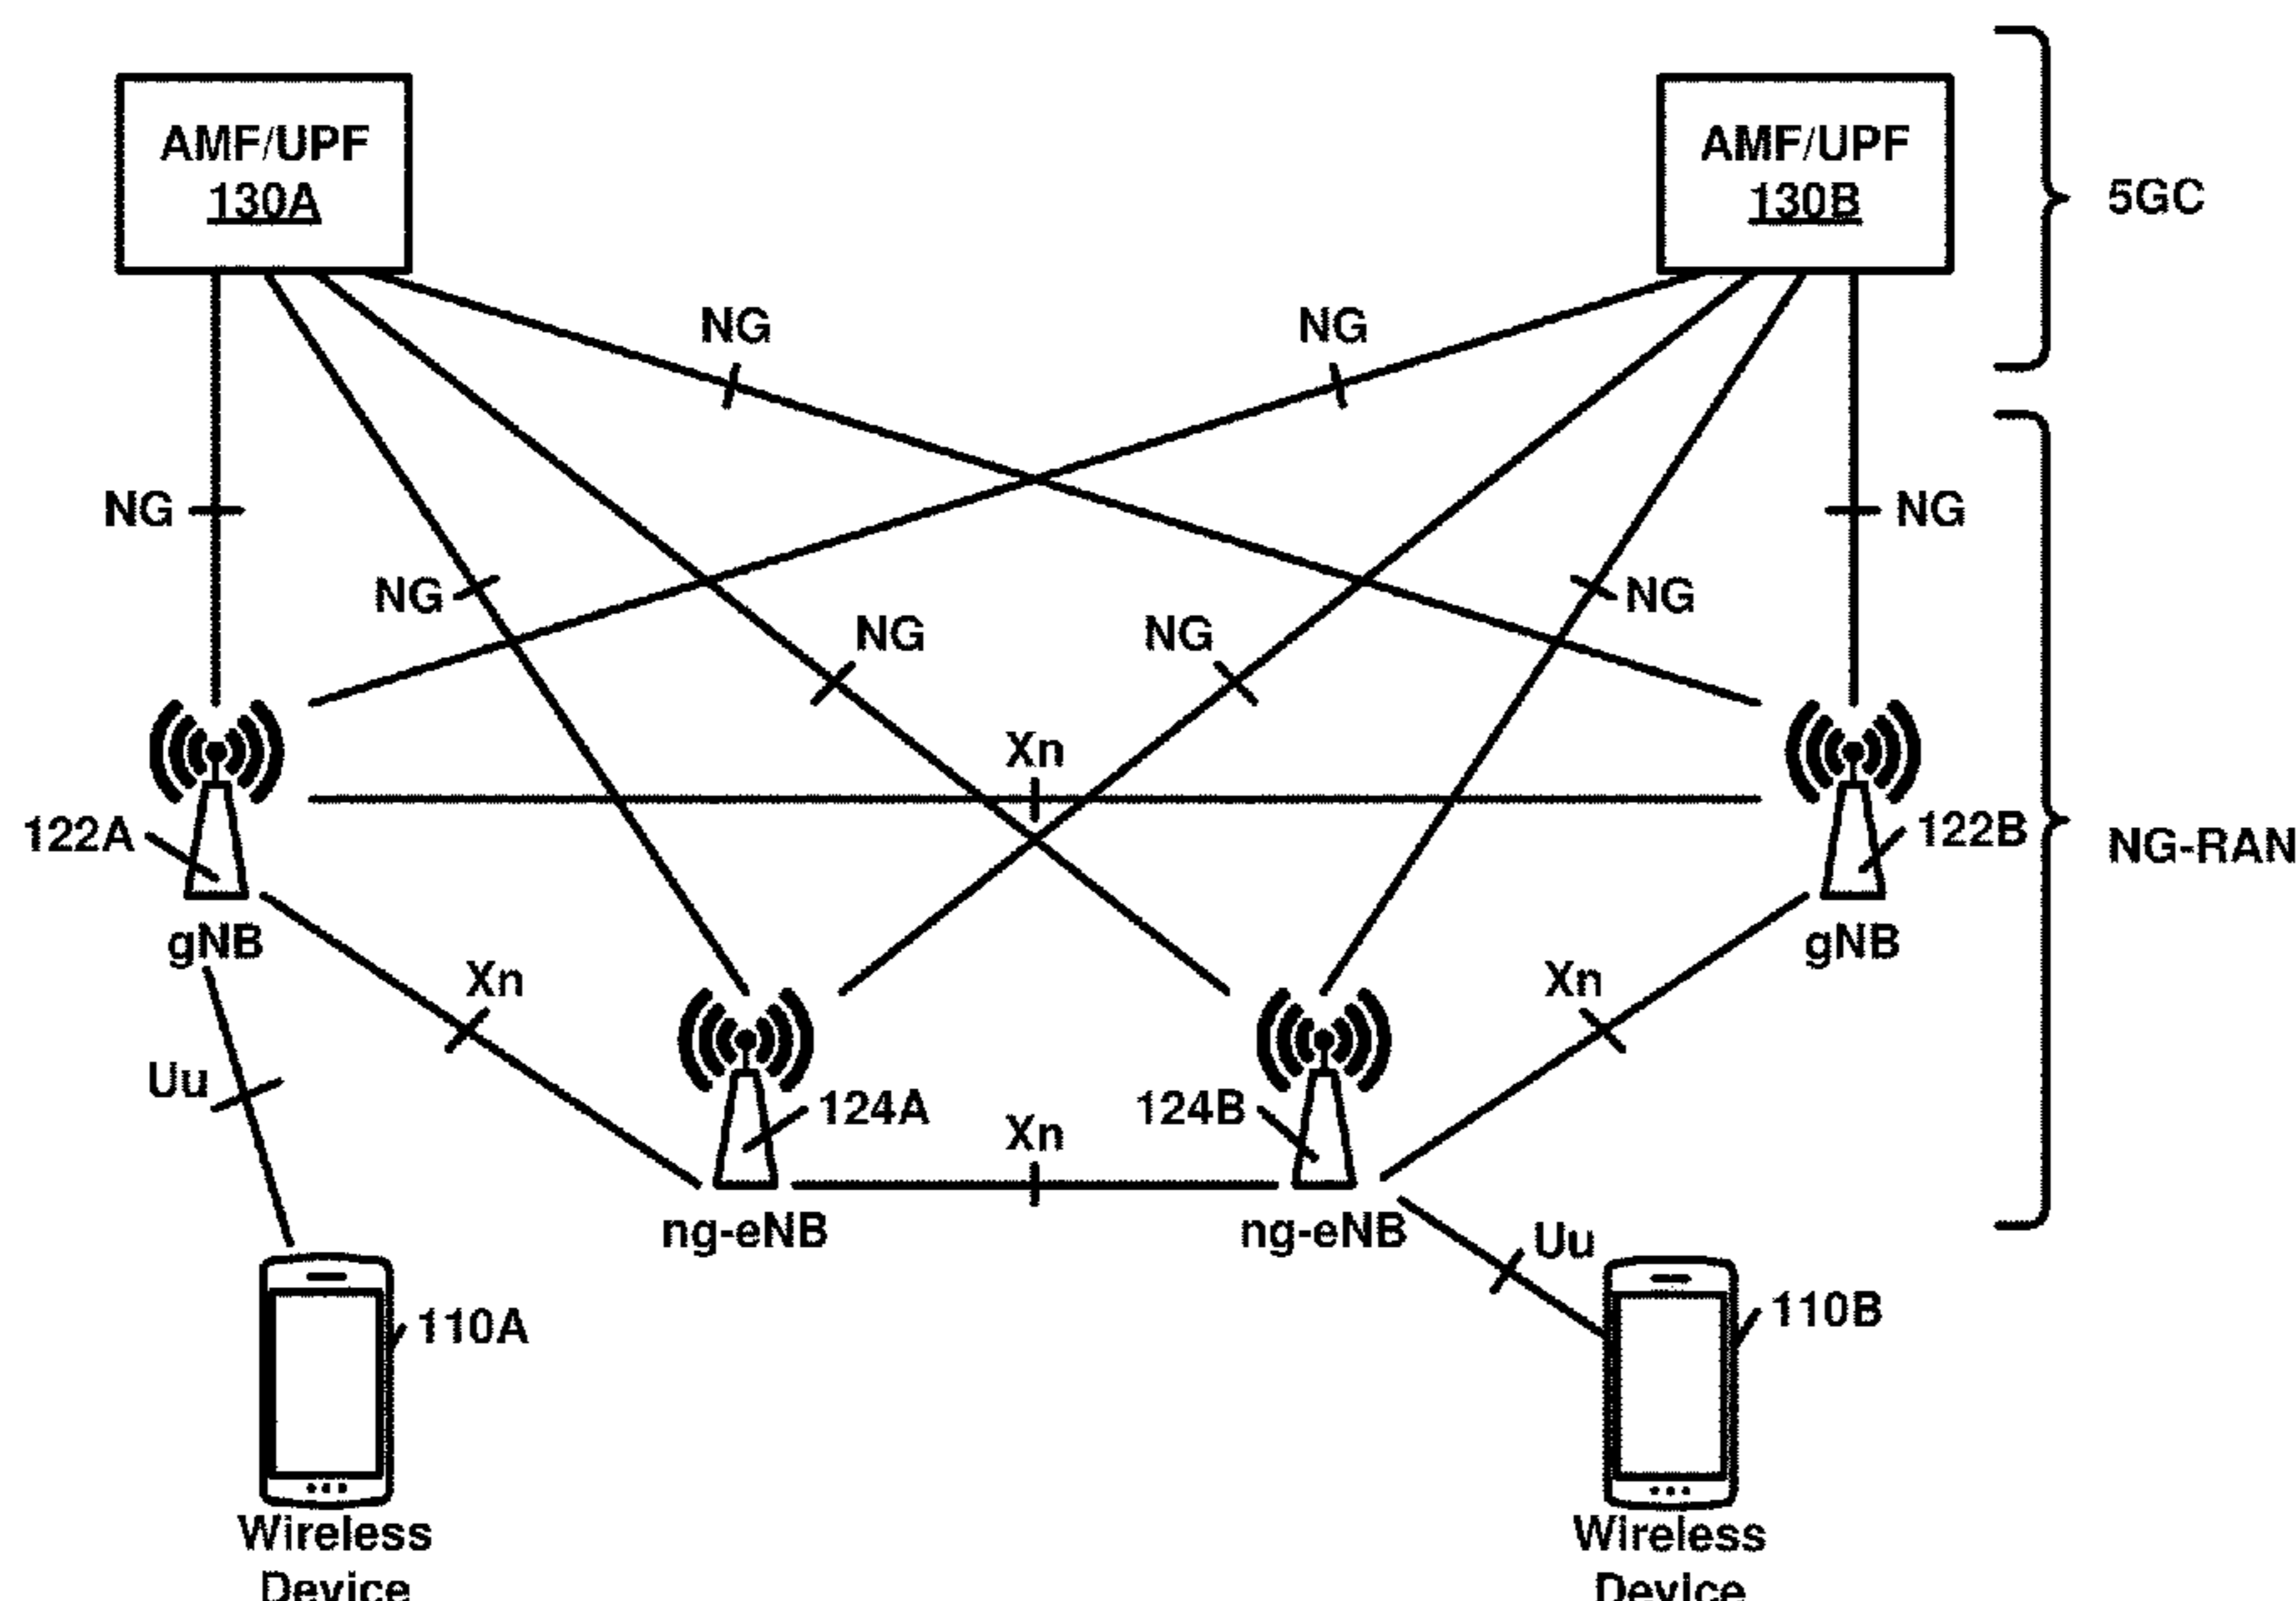 AMF/UPF
130A
AMF/UPF
130B
5GC
NG
NG
NG
NG
NG
NG
NG
NG
Xn
122A
122B
NG-RAN
gNB
gNB
Xn
Xn
Uu
124A
124B
Xn
ng-eNB
ng-eNB
Uu
110A
110B
Wireless
Device
Wireless
Device